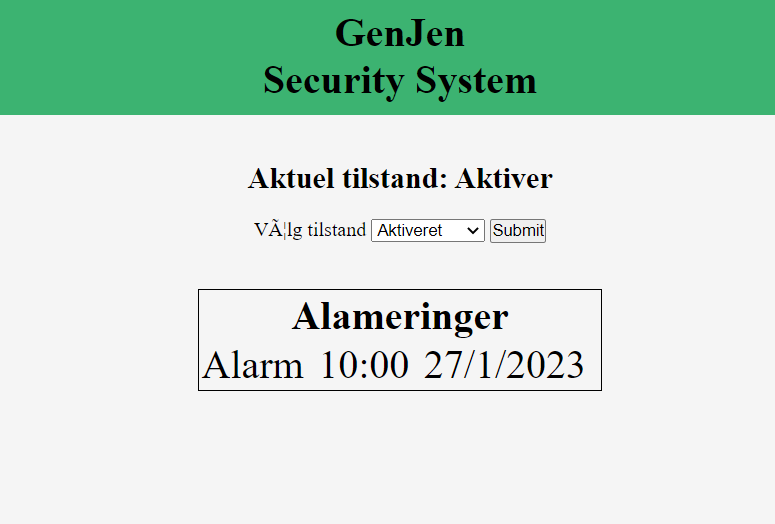 GenJen
Security System
Aktuel tilstand: Aktiver
VÃ¦lg tilstand Aktiveret Submit
Alameringer
Alarm 10:00 27/1/2023